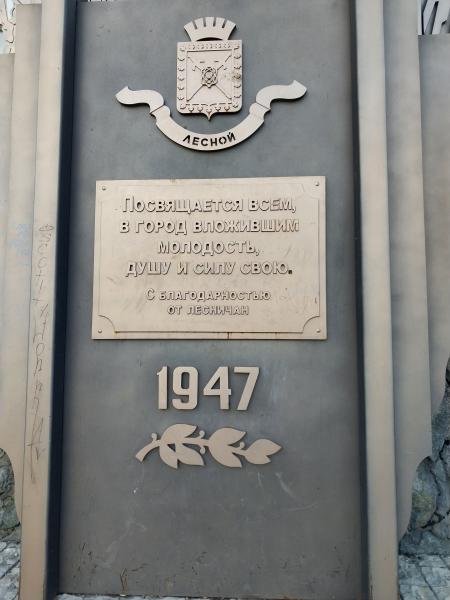 ЛЕСНОЙ
ПОСВЯЩАЕТСЯ ВСЕМ,
В ГОРОД ВЛОЖИВШИМ
МОЛОДОСТЬ,
ДУШУ И СИЛУ СВОЮ.
С БЛАГОДАРНОСТЬЮ
ОТ ЛЕСНИЧАН
1947